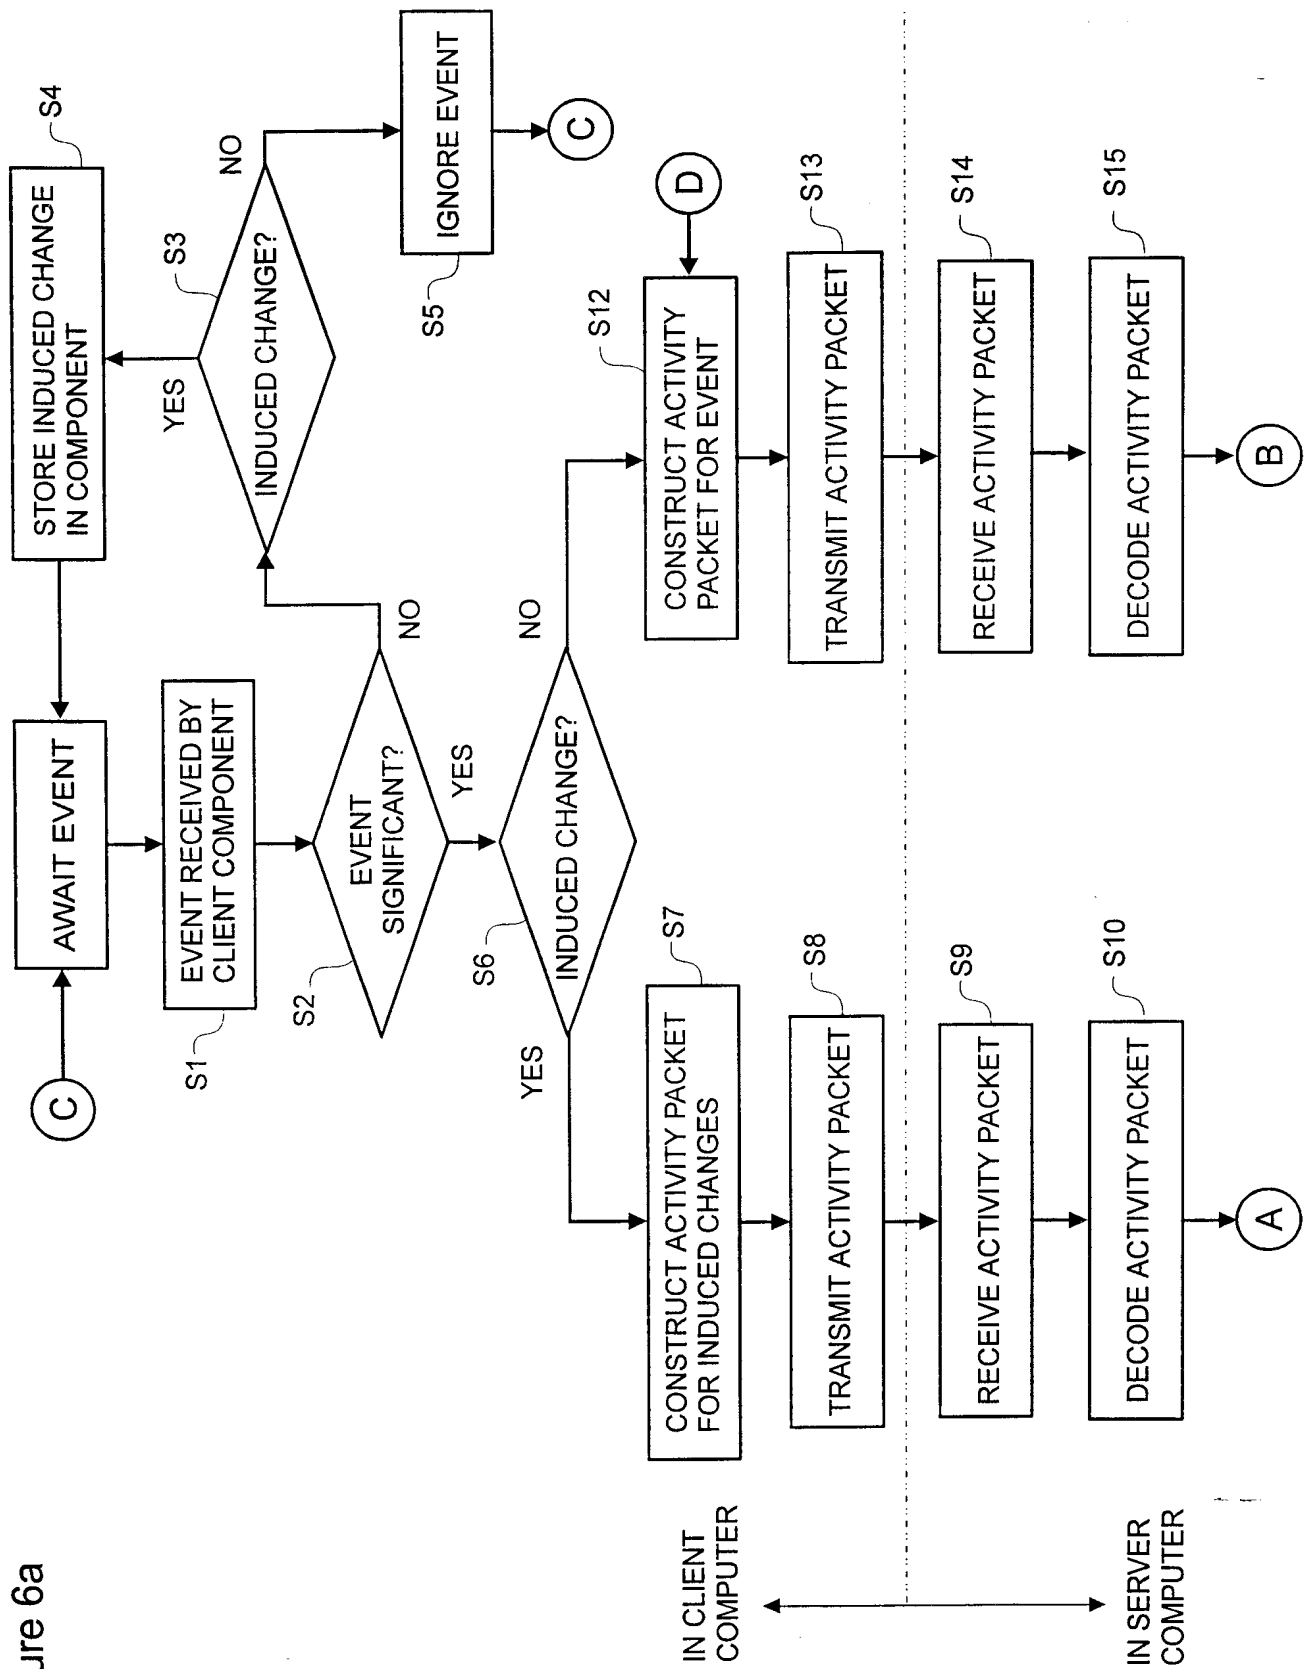 ure 6a
C
AWAIT EVENT
STORE INDUCED CHANGE
IN COMPONENT
S4
S1
EVENT RECEIVED BY
CLIENT COMPONENT
YES
S3
INDUCED CHANGE?
NO
S2
EVENT
SIGNIFICANT?
NO
YES
S5
IGNORE EVENT
C
S6
INDUCED CHANGE?
YES
NO
S7
CONSTRUCT ACTIVITY PACKET
FOR INDUCED CHANGES
S12
CONSTRUCT ACTIVITY
PACKET FOR EVENT
D
IN CLIENT
COMPUTER
TRANSMIT ACTIVITY PACKET
S8
TRANSMIT ACTIVITY PACKET
S13
RECEIVE ACTIVITY PACKET
S9
RECEIVE ACTIVITY PACKET
S14
IN SERVER
COMPUTER
DECODE ACTIVITY PACKET
S10
DECODE ACTIVITY PACKET
S15
A
B